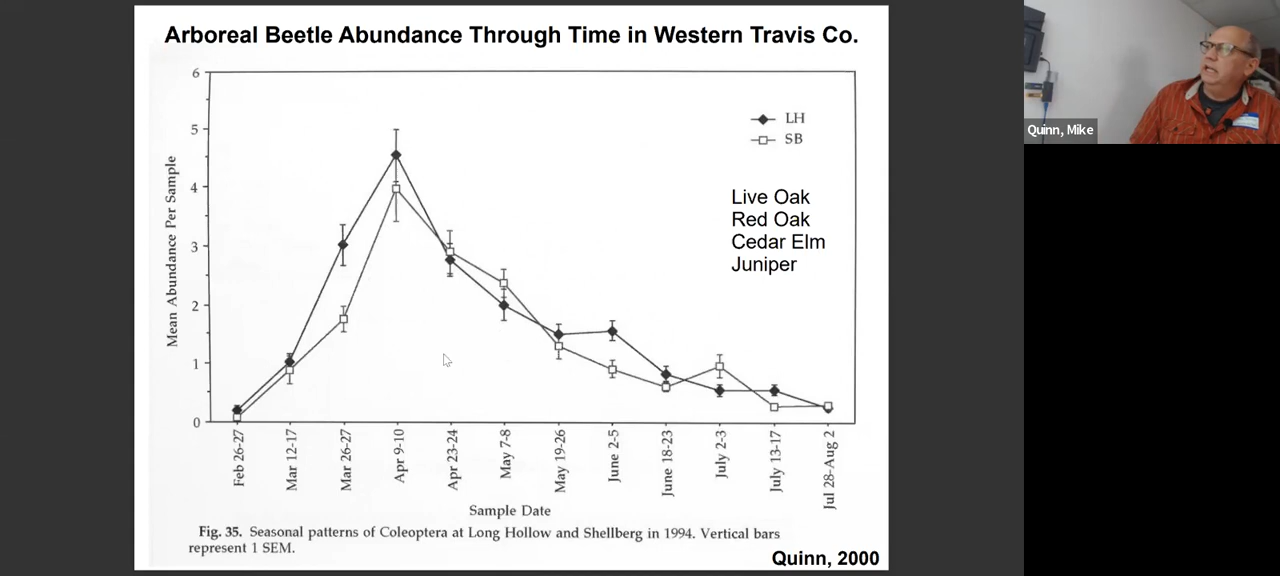 Arboreal Beetle Abundance Through Time in Western Travis Co.
6
5
4
3
2
1
0
Mean Abundance Per Sample
LH
SB
Live Oak
Red Oak
Cedar Elm
Juniper
Feb 26-27
Mar 12-17
Mar 26-27
Apr 9-10
Apr 23-24
May 7-8
May 19-26
June 2-5
June 18-23
July 2-3
July 13-17
Jul 28-Aug 2
Sample Date
Fig. 35. Seasonal patterns of Coleoptera at Long Hollow and Shellberg in 1994. Vertical bars
represent 1 SEM.
Quinn, 2000
Quinn, Mike